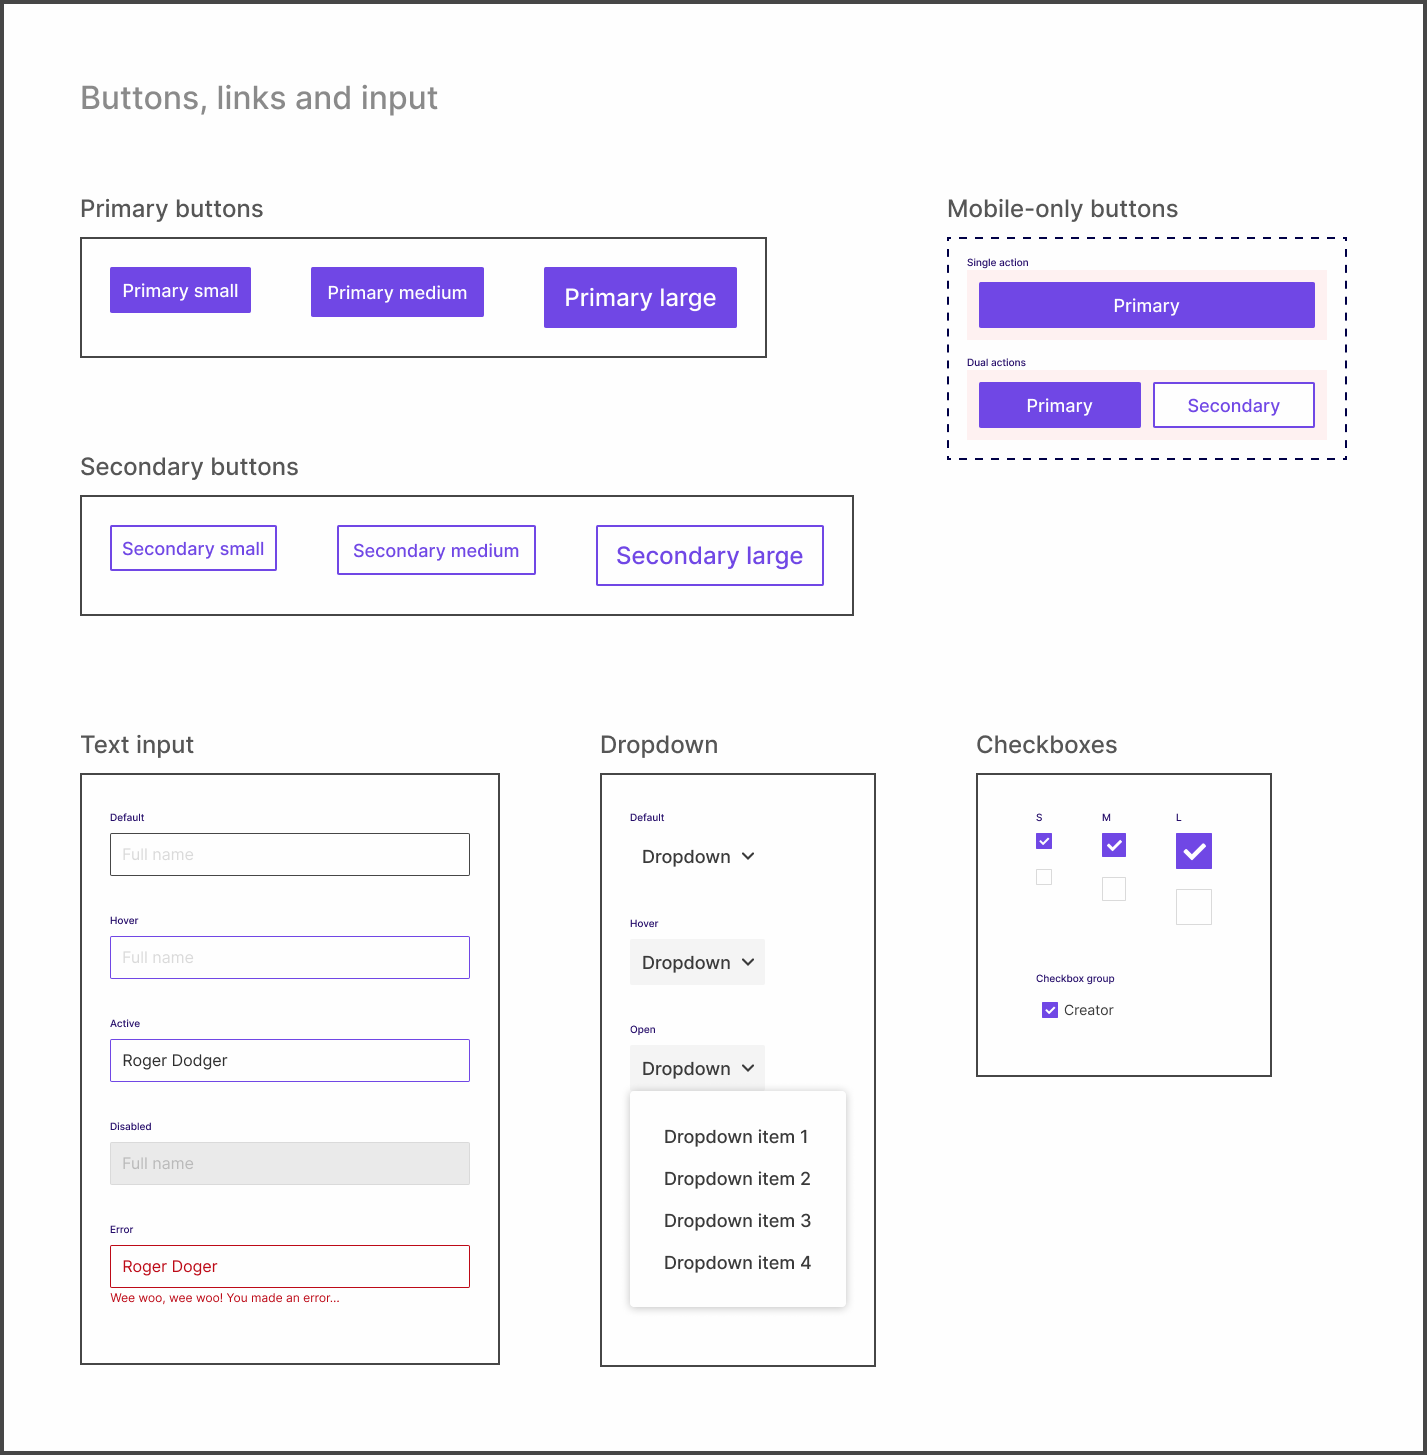 Buttons, links and input
Primary buttons
Primary small
Primary medium
Primary large
Mobile-only buttons
Single action
Primary
Dual actions
Primary
Secondary
Secondary buttons
Secondary small
Secondary medium
Secondary large
Text input
Default
Full name
Hover
Full name
Active
Roger Dodger
Disabled
Full name
Error
Roger Doger
Wee woo, wee woo! You made an error...
Dropdown
Default
Dropdown
Hover
Dropdown
Open
Dropdown
Dropdown item 1
Dropdown item 2
Dropdown item 3
Dropdown item 4
Checkboxes
S
M
L
Checkbox group
Creator